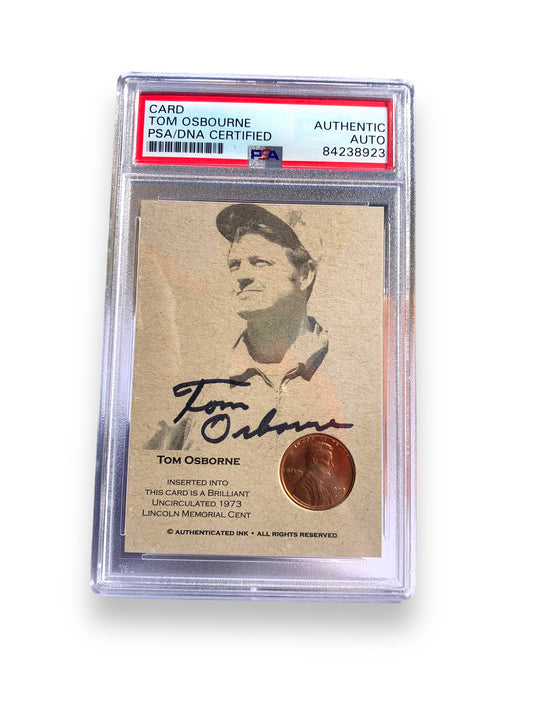 CARD
TOM OSBOURNE
PSA/DNA CERTIFIED
AUTHENTIC
AUTO
84238923
PSA
Tom
Osborne
TOM OSBORNE
INSERTED INTO
THIS CARD IS A BRILLIANT
UNCIRCULATED 1973
LINCOLN MEMORIAL CENT
© AUTHENTICATED INK • ALL RIGHTS RESERVED